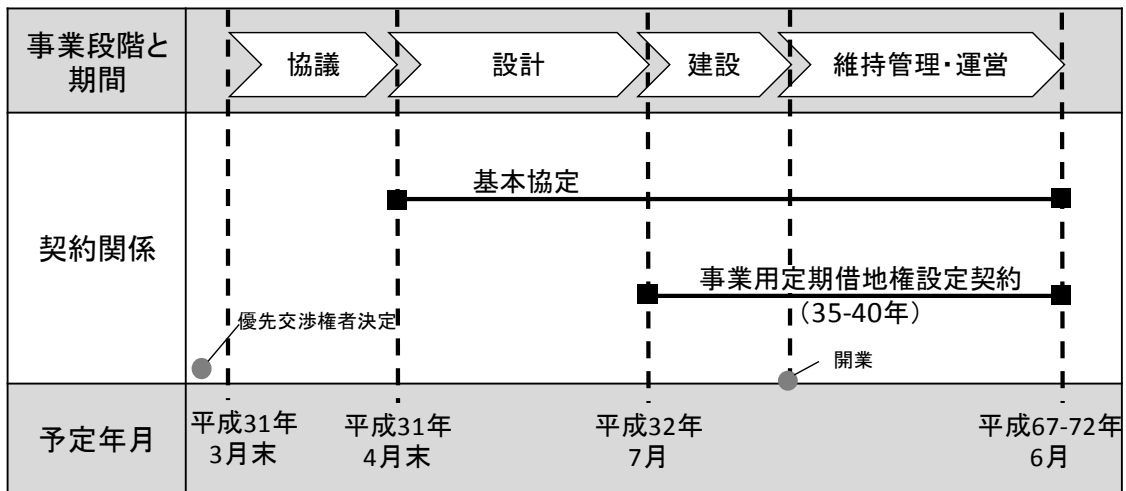 事業段階と
期間
協議
設計
建設
維持管理・運営
契約関係
基本協定
事業用定期借地権設定契約
（35-40年）
優先交渉権者決定
開業
予定年月
平成31年
3月末
平成31年
4月末
平成32年
7月
平成67-72年
6月